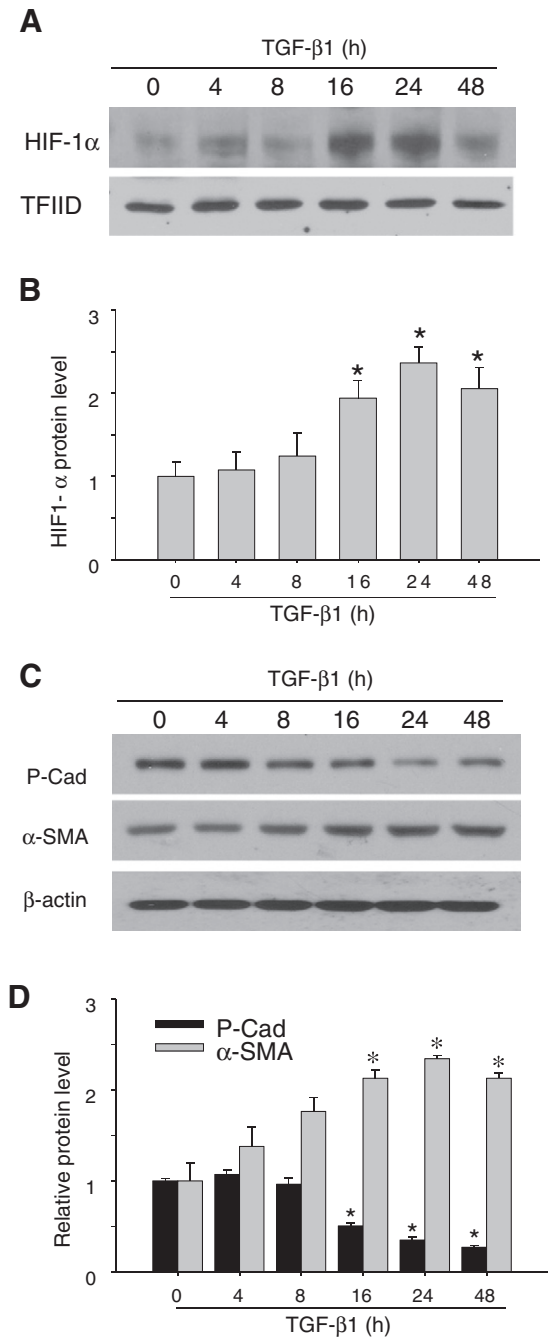 A
TGF-β1 (h)
0 4 8 16 24 48
HIF-1α
TFIID
B
3
2
1
0
HIF1- α protein level
* * *
0 4 8 16 24 48
TGF-β1 (h)
C
TGF-β1 (h)
0 4 8 16 24 48
P-Cad
α-SMA
β-actin
D
3
2
1
0
Relative protein level
P-Cad
α-SMA
* * *
* * *
0 4 8 16 24 48
TGF-β1 (h)